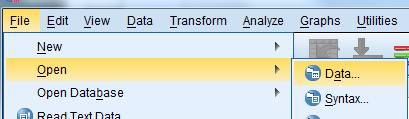 File Edit View Data Transform Analyze Graphs Utilities
New
Open
Data...
Open Database
Syntax...
Read Text Data